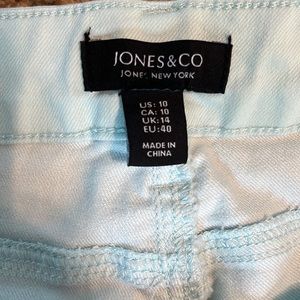 JONES&CO
JONES NEW YORK
US: 10
CA: 10
UK: 14
EU: 40
MADE IN
CHINA